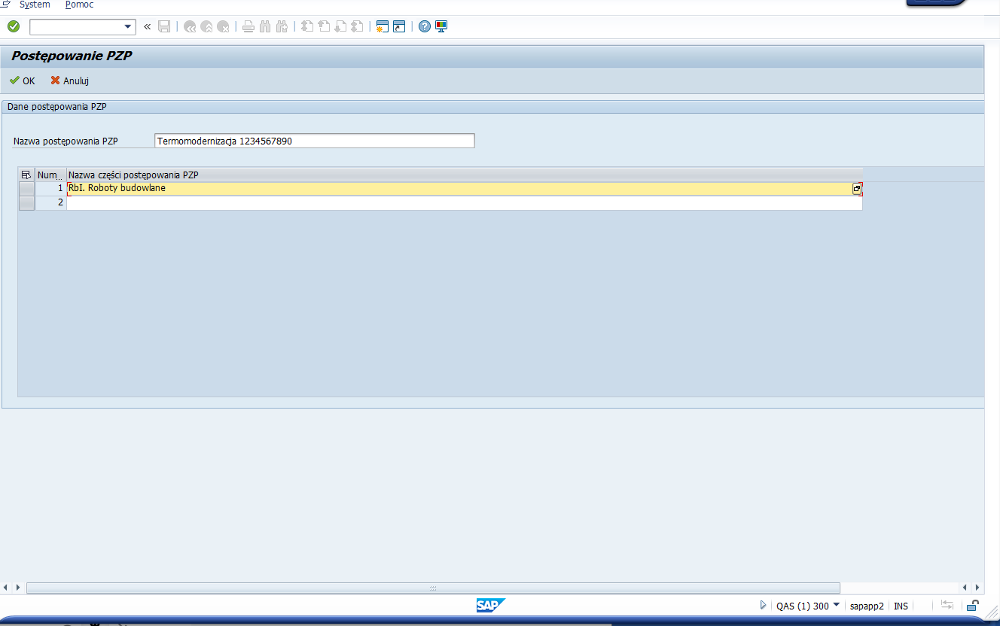 System Pomoc
Postępowanie PZP
OK Anuluj
Dane postępowania PZP
Nazwa postępowania PZP Termomodernizacja 1234567890
Num.. Nazwa części postępowania PZP
1 RbI. Roboty budowlane
2
SAP QAS (1) 300 sapapp2 INS